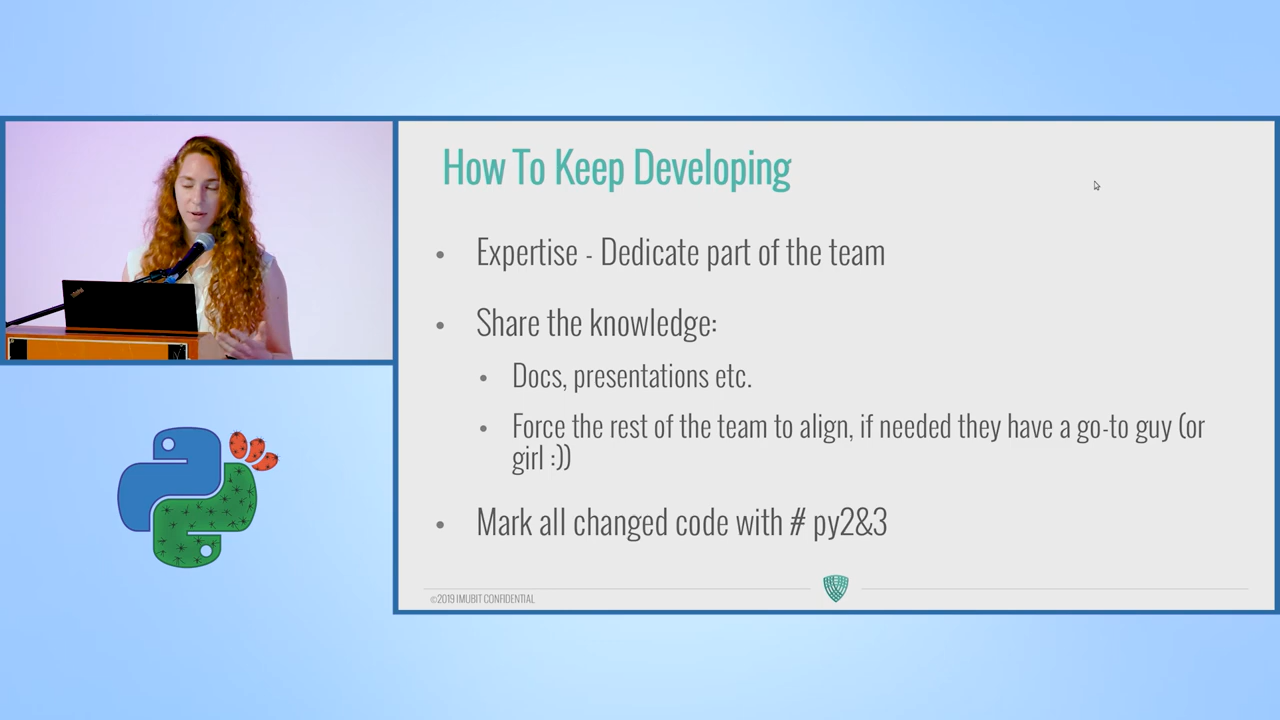 How To Keep Developing
• Expertise - Dedicate part of the team
• Share the knowledge:
• Docs, presentations etc.
• Force the rest of the team to align, if needed they have a go-to guy (or
girl :))
• Mark all changed code with # py2&3
©2019 IMUBIT CONFIDENTIAL